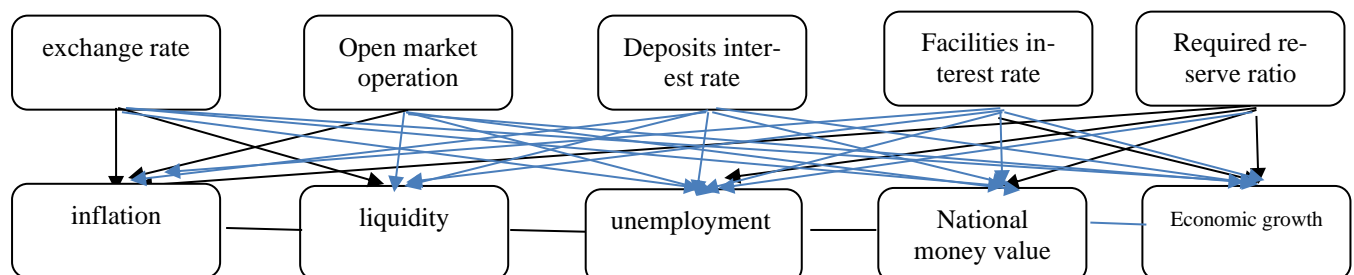 exchange rate
Open market
operation
Deposits inter-
est rate
Facilities in-
terest rate
Required re-
serve ratio
inflation
liquidity
unemployment
National
money value
Economic growth